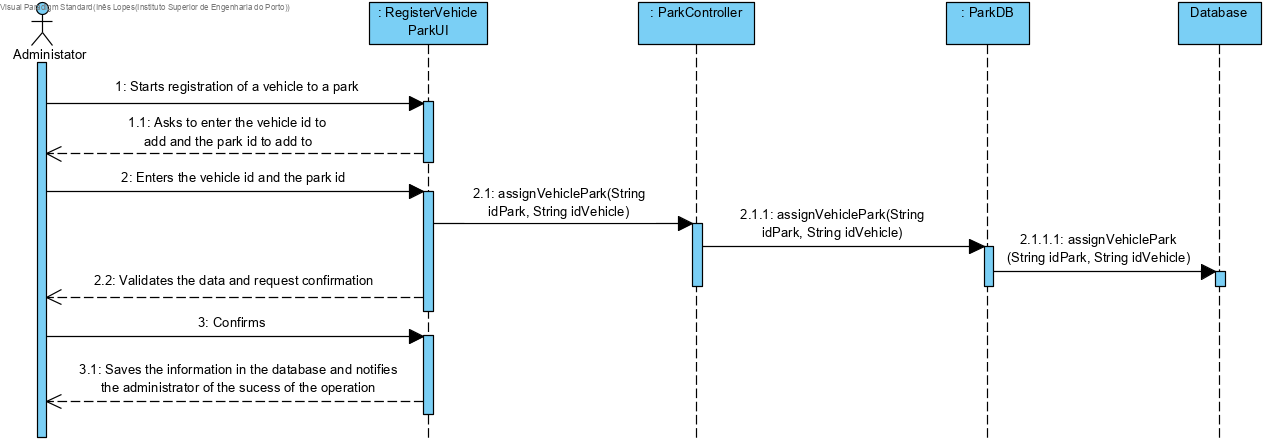 Visual Paradigm Standard(Inês Lopes(Instituto Superior de Engenharia do Porto))
: RegisterVehicle
ParkUI
: ParkController
: ParkDB
Database
Administator
1: Starts registration of a vehicle to a park
1.1: Asks to enter the vehicle id to
add and the park id to add to
2: Enters the vehicle id and the park id
2.1: assignVehiclePark(String
idPark, String idVehicle)
2.1.1: assignVehiclePark(String
idPark, String idVehicle)
2.1.1.1: assignVehiclePark
(String idPark, String idVehicle)
2.2: Validates the data and request confirmation
3: Confirms
3.1: Saves the information in the database and notifies
the administrator of the sucess of the operation